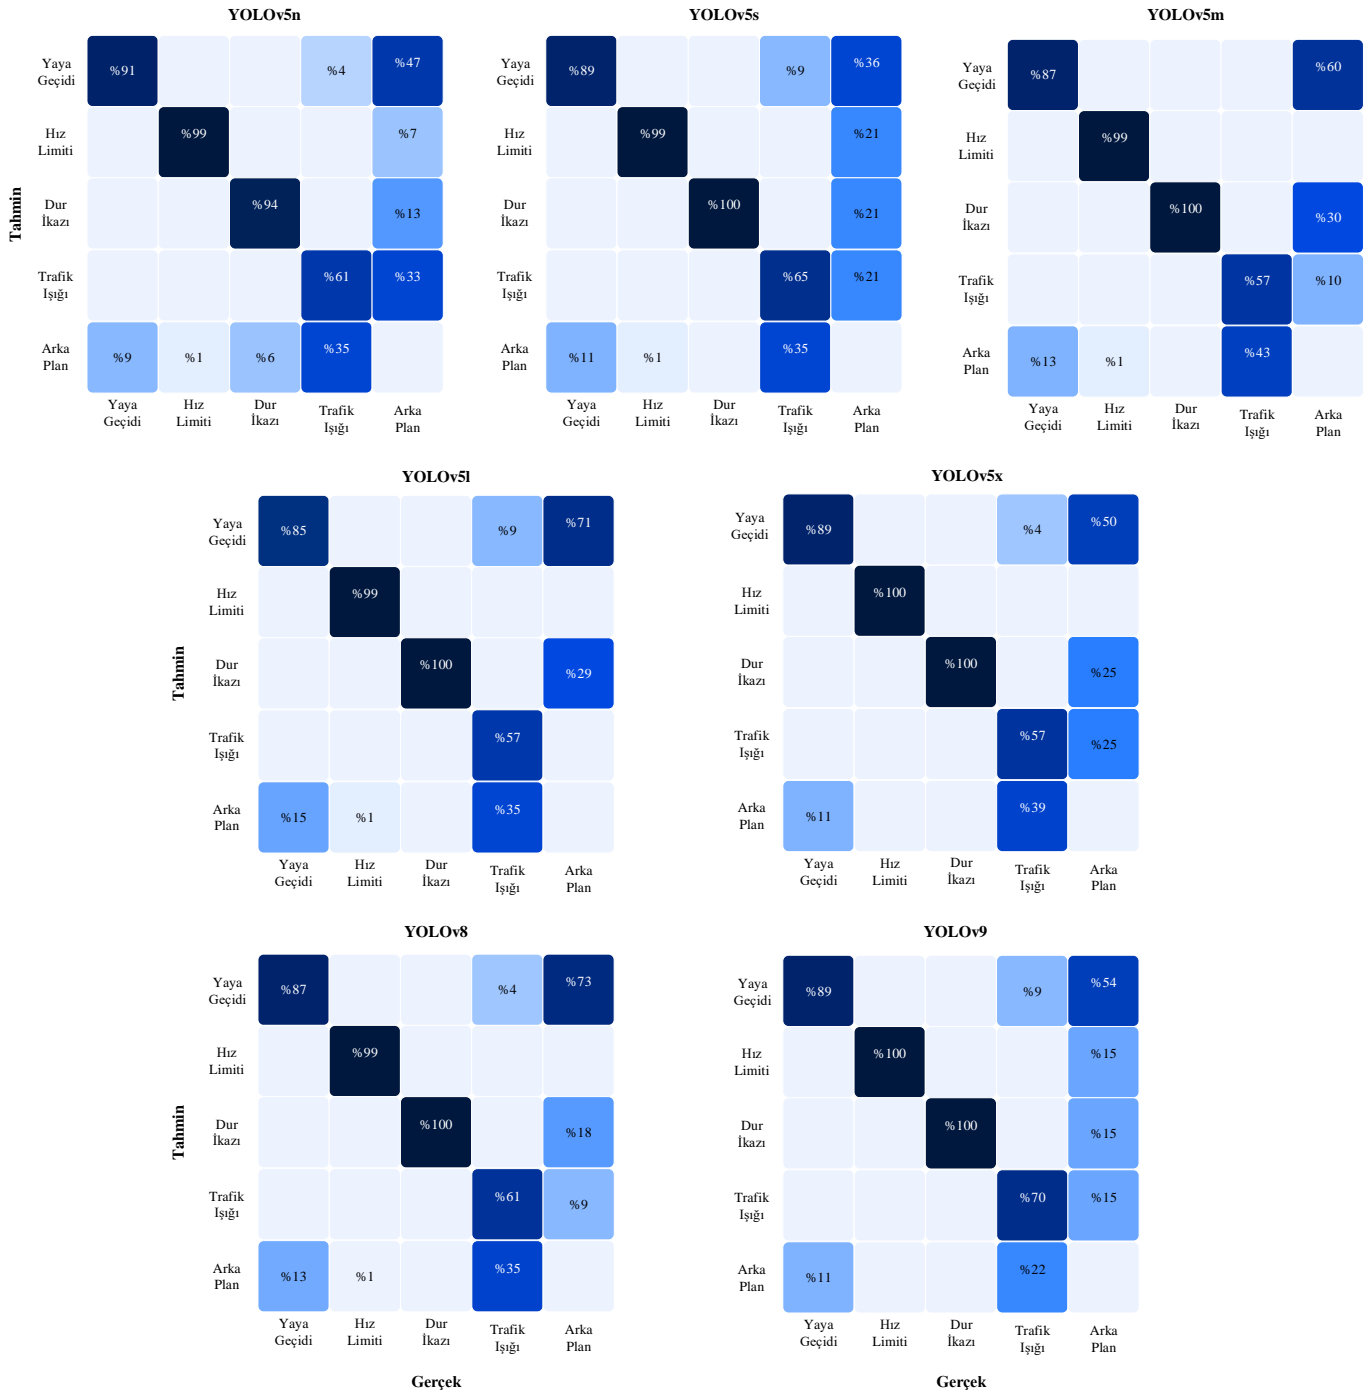 YOLOv5n
YOLOv5s
YOLOv5m
Tahmin
Yaya
Geçidi
%91
%4
%47
Hız
Limiti
%99
%7
Dur
İkazı
%94
%13
Trafik
Işığı
%61
%33
Arka
Plan
%9
%1
%6
%35
Yaya
Geçidi
Hız
Limiti
Dur
İkazı
Trafik
Işığı
Arka
Plan
Yaya
Geçidi
%89
%9
%36
Hız
Limiti
%99
%21
Dur
İkazı
%100
%21
Trafik
Işığı
%65
%21
Arka
Plan
%11
%1
%35
Yaya
Geçidi
Hız
Limiti
Dur
İkazı
Trafik
Işığı
Arka
Plan
Yaya
Geçidi
%87
%60
Hız
Limiti
%99
Dur
İkazı
%100
%30
Trafik
Işığı
%57
%10
Arka
Plan
%13
%1
%43
Yaya
Geçidi
Hız
Limiti
Dur
İkazı
Trafik
Işığı
Arka
Plan
YOLOv5l
YOLOv5x
Tahmin
Yaya
Geçidi
%85
%9
%71
Hız
Limiti
%99
Dur
İkazı
%100
%29
Trafik
Işığı
%57
Arka
Plan
%15
%1
%35
Yaya
Geçidi
Hız
Limiti
Dur
İkazı
Trafik
Işığı
Arka
Plan
Yaya
Geçidi
%89
%4
%50
Hız
Limiti
%100
Dur
İkazı
%100
%25
Trafik
Işığı
%57
%25
Arka
Plan
%11
%39
Yaya
Geçidi
Hız
Limiti
Dur
İkazı
Trafik
Işığı
Arka
Plan
YOLOv8
YOLOv9
Tahmin
Yaya
Geçidi
%87
%4
%73
Hız
Limiti
%99
Dur
İkazı
%100
%18
Trafik
Işığı
%61
%9
Arka
Plan
%13
%1
%35
Yaya
Geçidi
Hız
Limiti
Dur
İkazı
Trafik
Işığı
Arka
Plan
Gerçek
Yaya
Geçidi
%89
%9
%54
Hız
Limiti
%100
%15
Dur
İkazı
%100
%15
Trafik
Işığı
%70
%15
Arka
Plan
%11
%22
Yaya
Geçidi
Hız
Limiti
Dur
İkazı
Trafik
Işığı
Arka
Plan
Gerçek